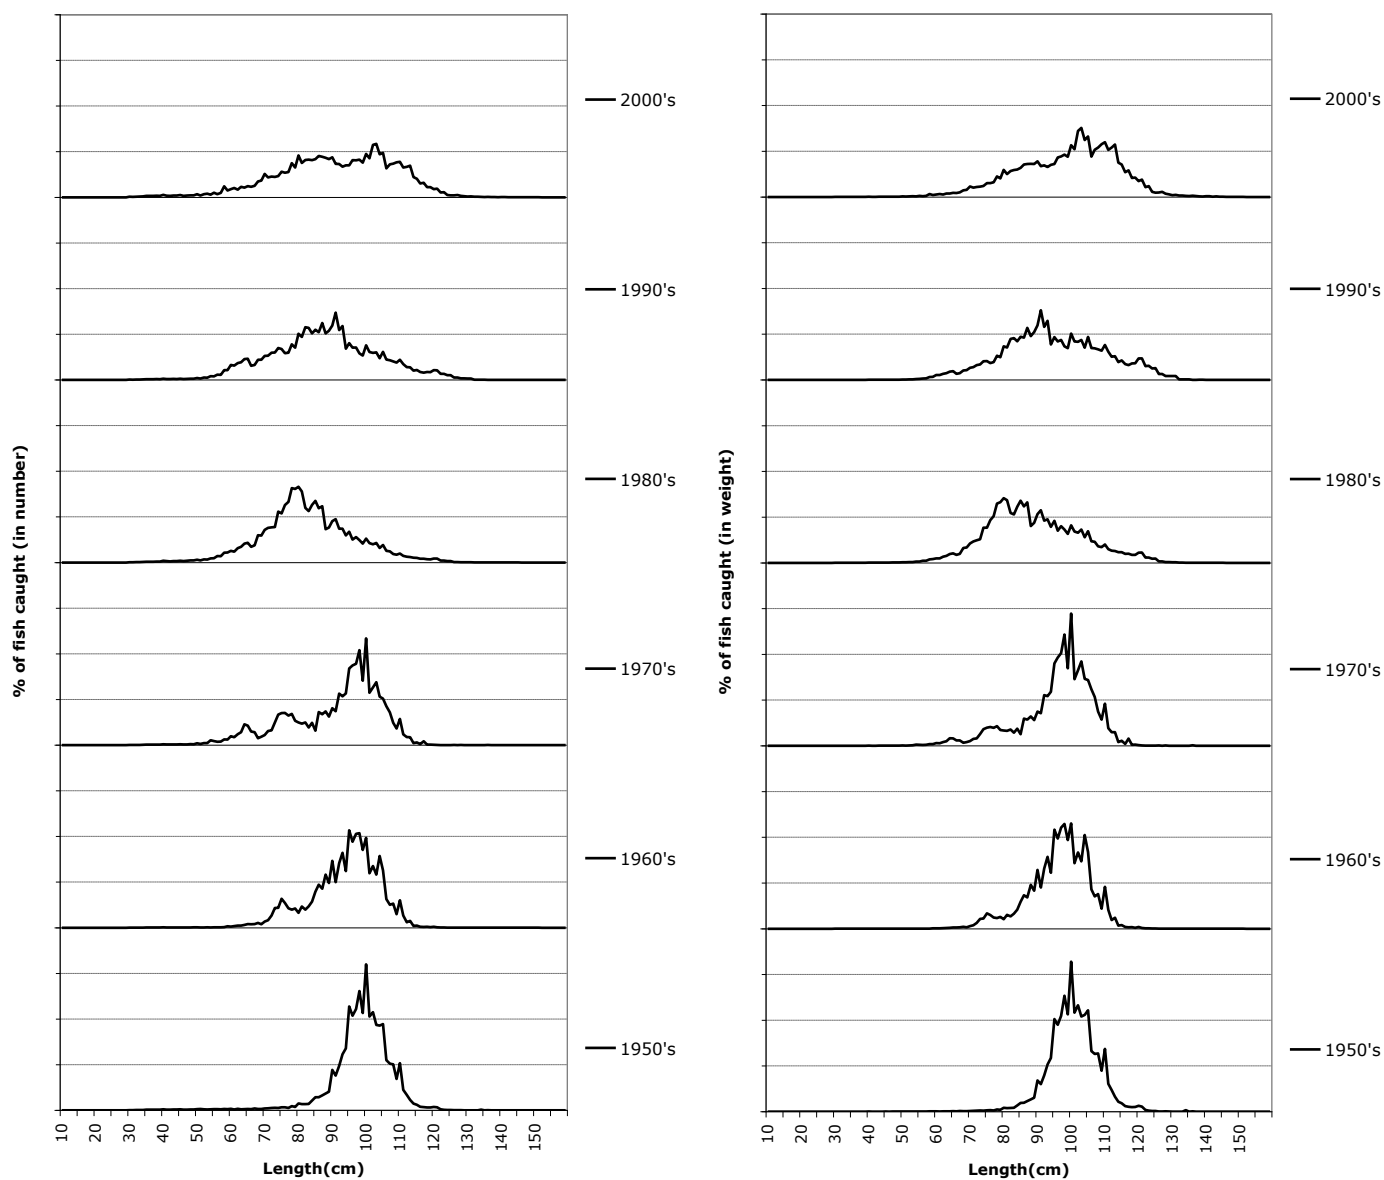 2000's
1990's
1980's
1970's
1960's
1950's
% of fish caught (in number)
10 20 30 40 50 60 70 80 90 100 110 120 130 140 150
Length(cm)
2000's
1990's
1980's
1970's
1960's
1950's
% of fish caught (in weight)
10 20 30 40 50 60 70 80 90 100 110 120 130 140 150
Length(cm)